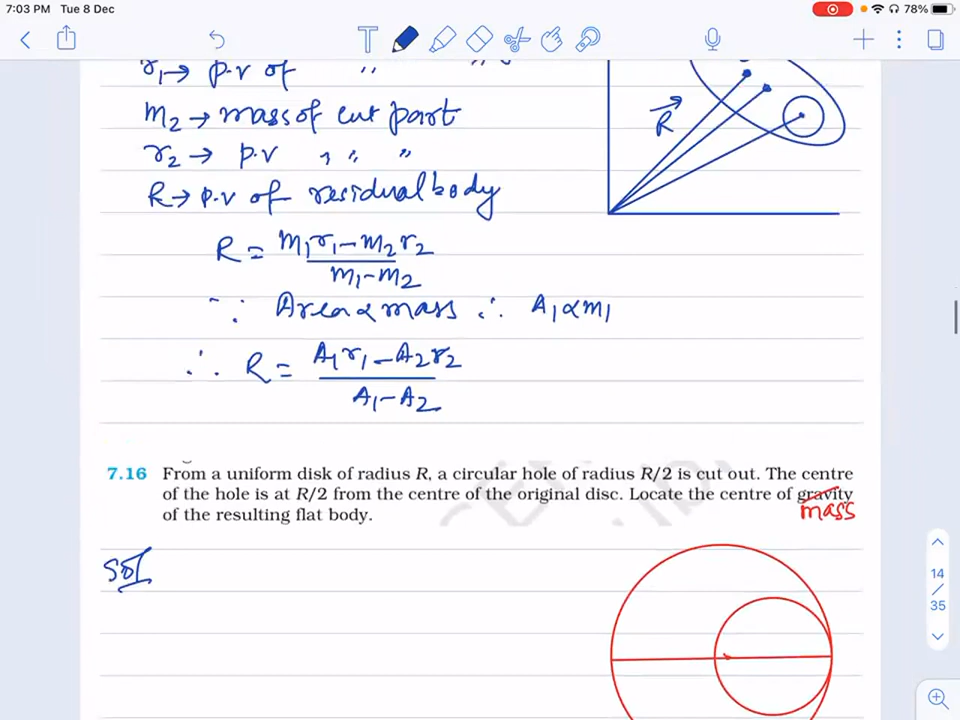 7:03 PM Tue 8 Dec
78%
r1→ p.v of " "
m2→ mass of cut part
r2→ p.v " " "
R→ p.v of residual body
R = m1r1-m2r2 / m1-m2
∵ Area ∝ mass ∴ A1 ∝ m1
∴ R = A1r1-A2r2 / A1-A2
R
7.16 From a uniform disk of radius R, a circular hole of radius R/2 is cut out. The centre
of the hole is at R/2 from the centre of the original disc. Locate the centre of gravity
mass
of the resulting flat body.
Sol
14
/
35